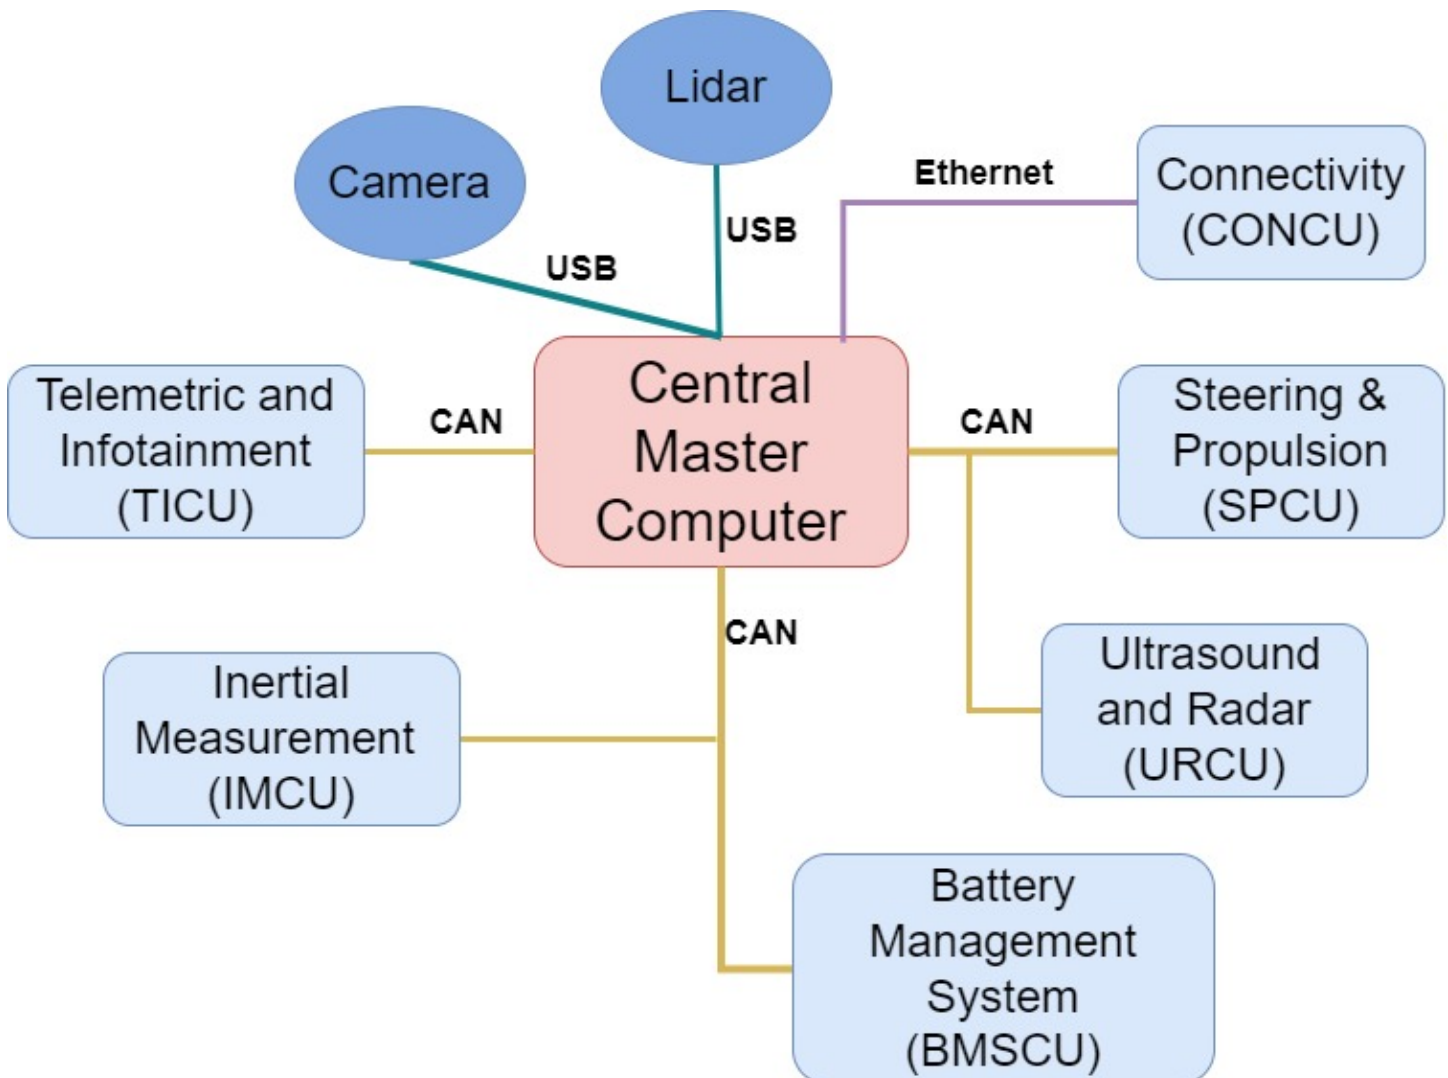 Lidar
Camera
Ethernet
Connectivity
(CONCU)
USB
USB
Central
Master
Computer
Telemetric and
Infotainment
(TICU)
CAN
CAN
Steering &
Propulsion
(SPCU)
CAN
Inertial
Measurement
(IMCU)
Ultrasound
and Radar
(URCU)
Battery
Management
System
(BMSCU)